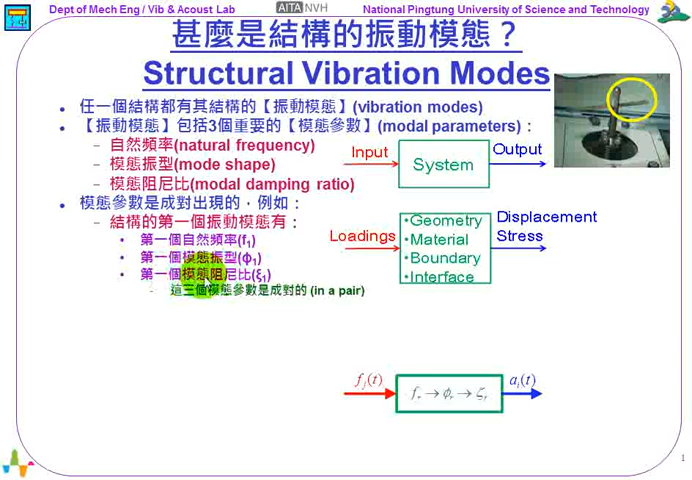 Dept of Mech Eng / Vib & Acoust Lab AITA NVH National Pingtung University of Science and Technology
甚麼是結構的振動模態？
Structural Vibration Modes
• 任一個結構都有其結構的【振動模態】(vibration modes)
• 【振動模態】包括3個重要的【模態參數】(modal parameters)：
– 自然頻率(natural frequency)
– 模態振型(mode shape)
– 模態阻尼比(modal damping ratio)
• 模態參數是成對出現的，例如：
– 結構的第一個振動模態有：
• 第一個自然頻率(f₁)
• 第一個模態振型(ϕ₁)
• 第一個模態阻尼比(ξ₁)
– 這三個模態參數是成對的 (in a pair)
Input
System
Output
Loadings
•Geometry
•Material
•Boundary
•Interface
Displacement
Stress
fⱼ(t)
fᵣ → ϕᵣ → ζᵣ
aᵢ(t)
1